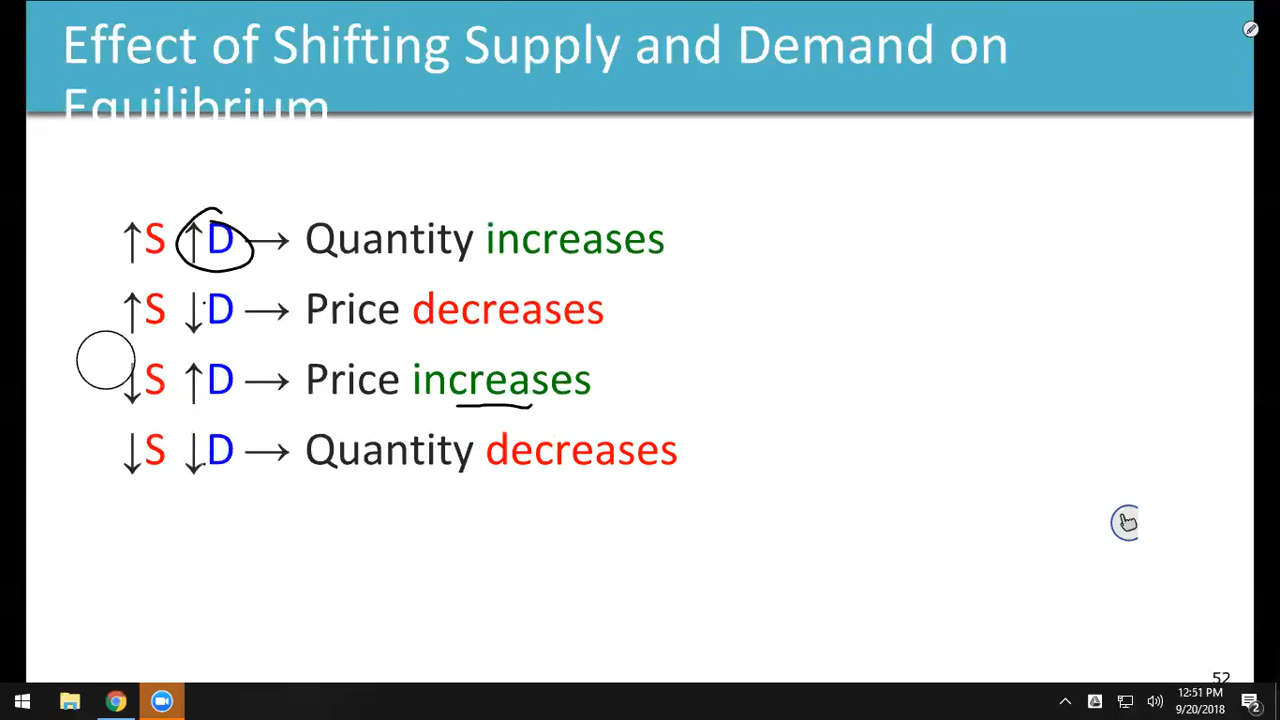 Effect of Shifting Supply and Demand on
Equilibrium
↑S ↑D → Quantity increases
↑S ↓D → Price decreases
↓S ↑D → Price increases
↓S ↓D → Quantity decreases
52
12:51 PM
9/20/2018
2